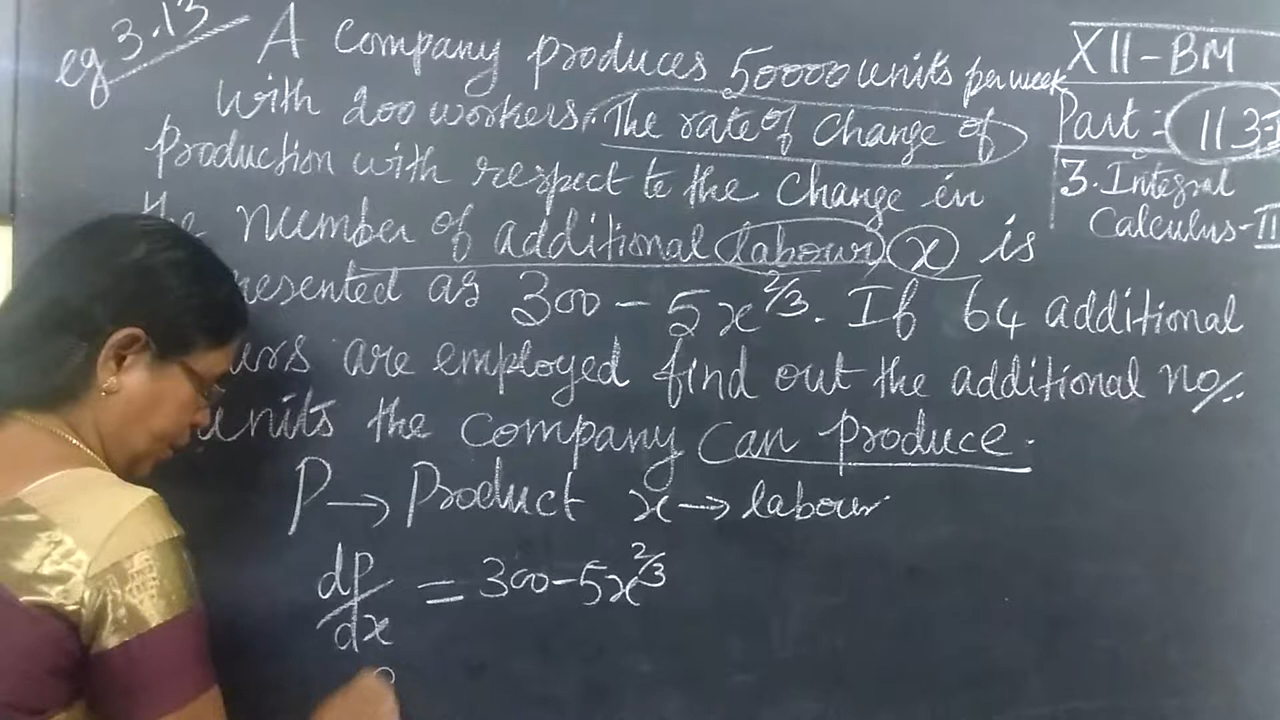 eg 3.13 A Company produces 50000 units per week
with 200 workers. The rate of change of
production with respect to the change in
the number of additional labour x is
resented as 300 - 5x^2/3. If 64 additional
urs are employed find out the additional no/..
units the company can produce.
P → Product x → labour
dp/dx = 300 - 5x^2/3
XII - BM
Part : 113
3. Integral
Calculus - II